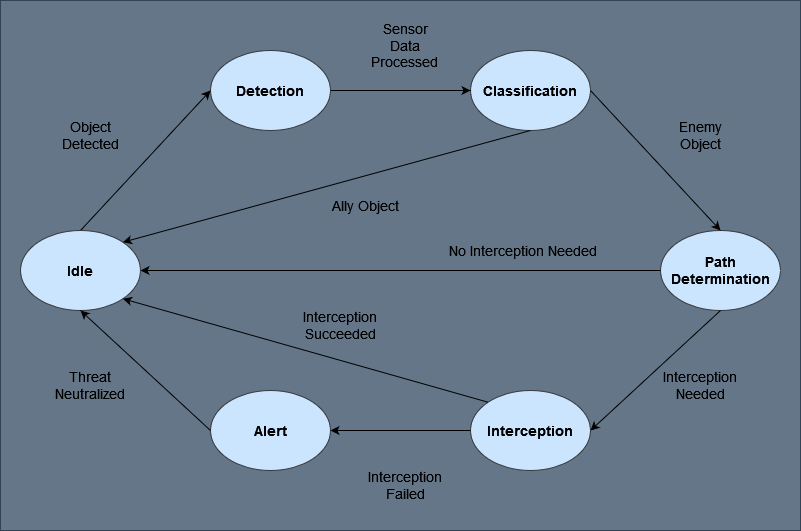 Sensor
Data
Processed
Detection
Classification
Object
Detected
Enemy
Object
Ally Object
No Interception Needed
Idle
Path
Determination
Interception
Succeeded
Threat
Neutralized
Interception
Needed
Alert
Interception
Interception
Failed